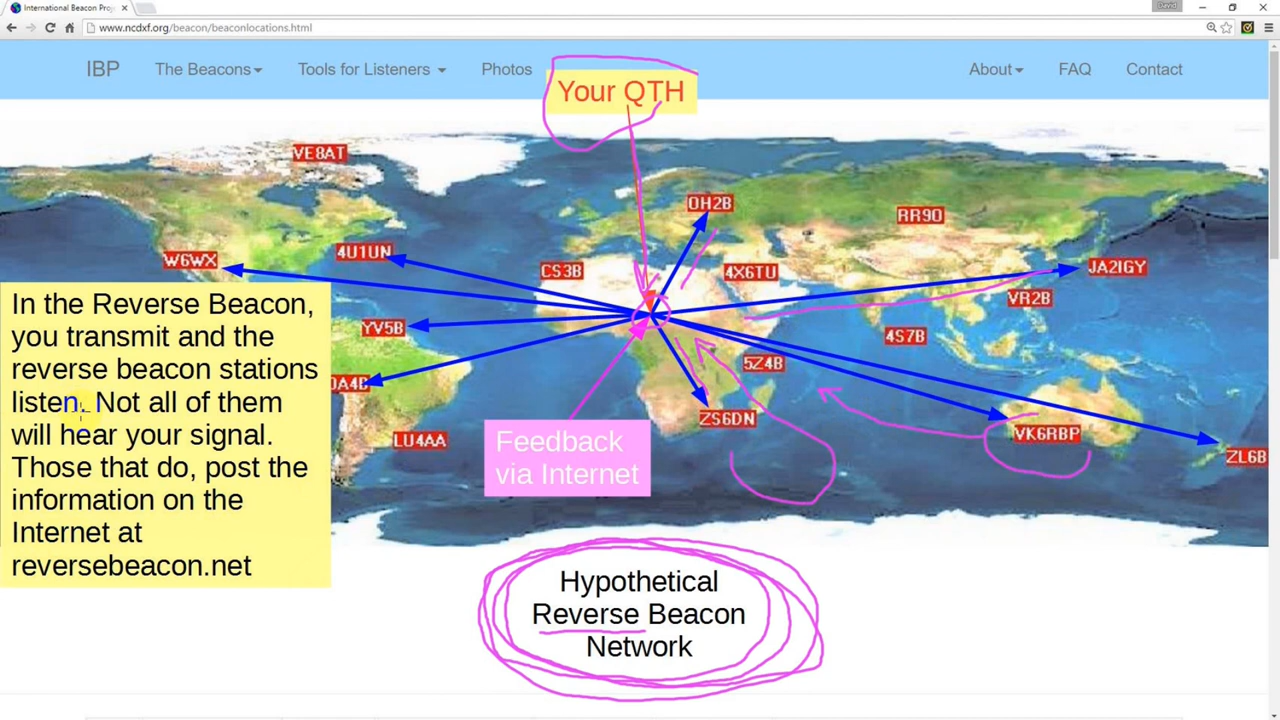 International Beacon Proj
David
www.ncdxf.org/beacon/beaconlocations.html
IBP The Beacons Tools for Listeners Photos About FAQ Contact
Your QTH
VE8AT
OH2B
RR9O
4U1UN
W6WX
CS3B
4X6TU
JA2IGY
VR2B
YV5B
4S7B
5Z4B
OA4B
ZS6DN
LU4AA
VK6RBP
ZL6B
In the Reverse Beacon,
you transmit and the
reverse beacon stations
listen. Not all of them
will hear your signal.
Those that do, post the
information on the
Internet at
reversebeacon.net
Feedback
via Internet
Hypothetical
Reverse Beacon
Network